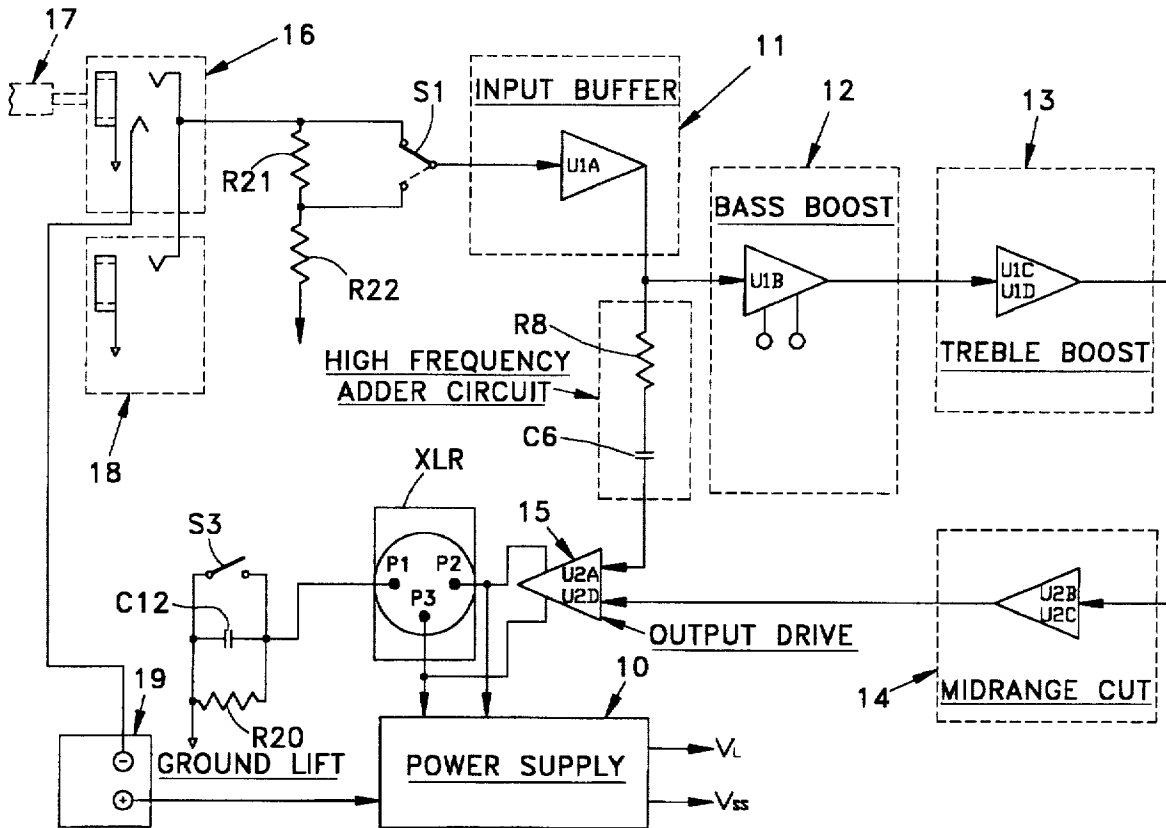 17
16
11
S1
INPUT BUFFER
12
13
U1A
R21
BASS BOOST
R22
U1B
U1C
U1D
R8
HIGH FREQUENCY
ADDER CIRCUIT
TREBLE BOOST
C6
18
XLR
S3
15
P1
P2
P3
U2A
U2D
U2B
U2C
C12
OUTPUT DRIVE
19
10
14
MIDRANGE CUT
R20
GROUND LIFT
POWER SUPPLY
VL
VSS